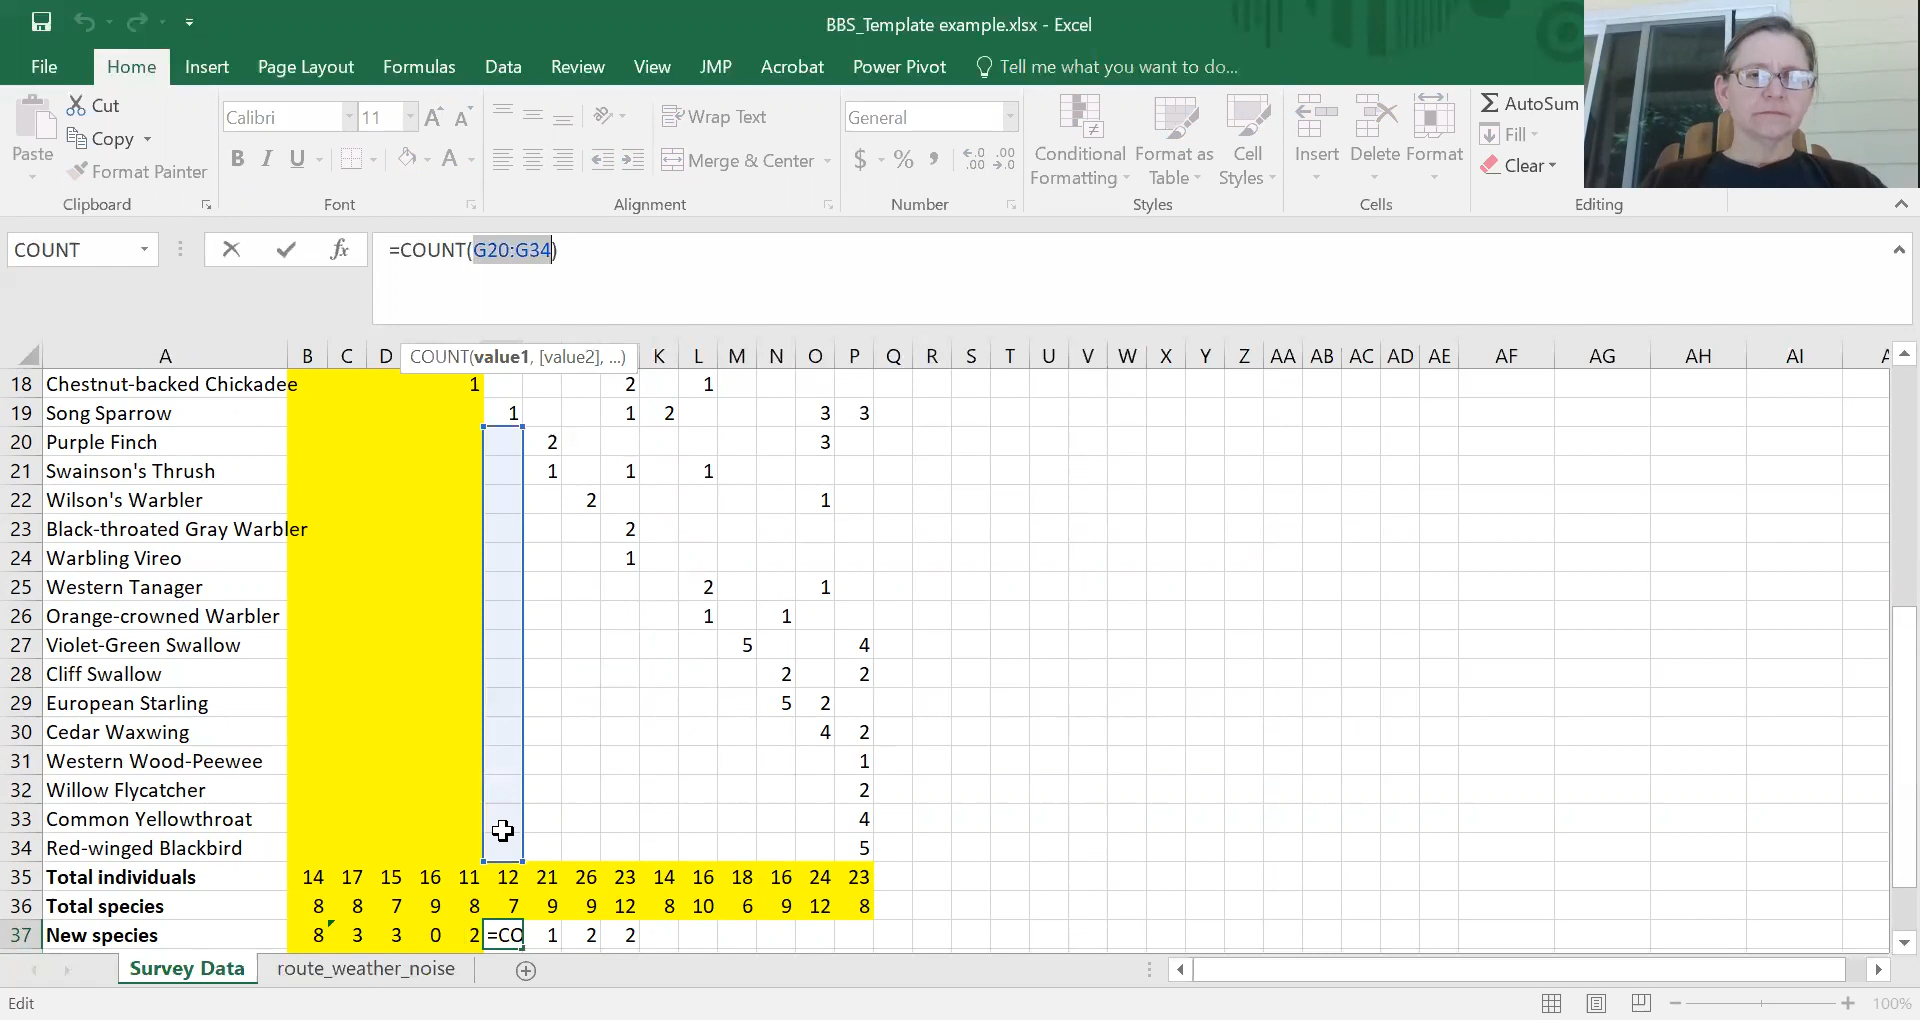 BBS_Template example.xlsx - Excel
File Home Insert Page Layout Formulas Data Review View JMP Acrobat Power Pivot Tell me what you want to do...
Paste Cut Calibri 11 A A Wrap Text General Conditional Formatting Format as Table Cell Styles Insert Delete Format AutoSum
Copy Fill
Format Painter B I U A Merge & Center $ % , .00 .00 Clear
Clipboard Font Alignment Number Styles Cells Editing
COUNT fx =COUNT(G20:G34)
COUNT(value1, [value2], ...)
A B C D K L M N O P Q R S T U V W X Y Z AA AB AC AD AE AF AG AH AI
18 Chestnut-backed Chickadee 1 2 1
19 Song Sparrow 1 1 2 3 3
20 Purple Finch 2 3
21 Swainson's Thrush 1 1 1
22 Wilson's Warbler 2 1
23 Black-throated Gray Warbler 2
24 Warbling Vireo 1
25 Western Tanager 2 1
26 Orange-crowned Warbler 1 1
27 Violet-Green Swallow 5 4
28 Cliff Swallow 2 2
29 European Starling 5 2
30 Cedar Waxwing 4 2
31 Western Wood-Peewee 1
32 Willow Flycatcher 2
33 Common Yellowthroat 4
34 Red-winged Blackbird 5
35 Total individuals 14 17 15 16 11 12 21 26 23 14 16 18 16 24 23
36 Total species 8 8 7 9 8 7 9 9 12 8 10 6 9 12 8
37 New species 8 3 3 0 2 =CO 1 2 2
Survey Data route_weather_noise
Edit 100%